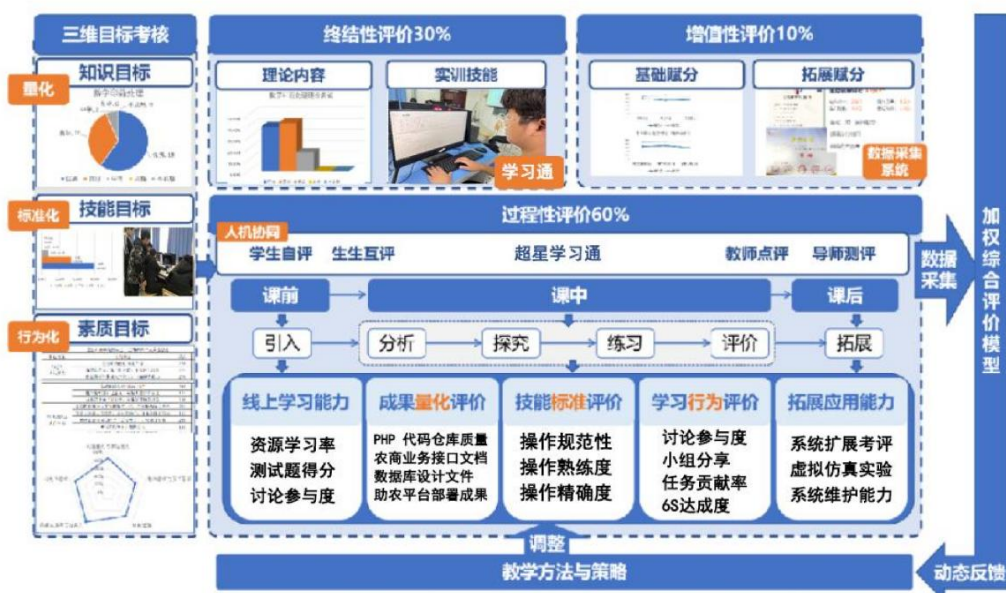 三维目标考核
量化
知识目标
标准化
技能目标
行为化
素质目标
终结性评价30%
理论内容
实训技能
学习通
增值性评价10%
基础赋分
拓展赋分
数据采集
系统
过程性评价60%
人机协同
学生自评 生生互评 超星学习通 教师点评 导师测评
课前 课中 课后
引入 分析 探究 练习 评价 拓展
线上学习能力
资源学习率
测试题得分
讨论参与度
成果量化评价
PHP 代码仓库质量
农商业务接口文档
数据库设计文件
助农平台部署成果
技能标准评价
操作规范性
操作熟练度
操作精确度
学习行为评价
讨论参与度
小组分享
任务贡献率
6S达成度
拓展应用能力
系统扩展考评
虚拟仿真实验
系统维护能力
数据
采集
加权综合评价模型
调整
教学方法与策略
动态反馈